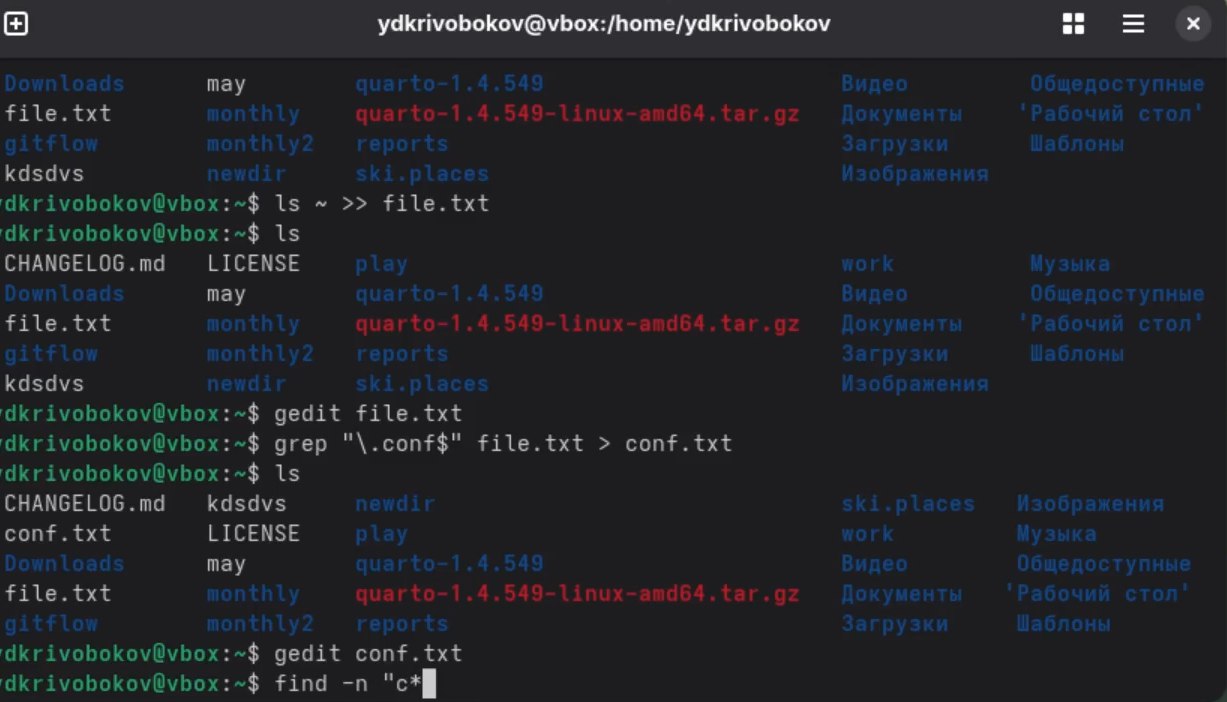 ydkrivobokov@vbox:/home/ydkrivobokov
Downloads may quarto-1.4.549 Видео Общедоступные
file.txt monthly quarto-1.4.549-linux-amd64.tar.gz Документы 'Рабочий стол'
gitflow monthly2 reports Загрузки Шаблоны
kdsdvs newdir ski.places Изображения
ydkrivobokov@vbox:~$ ls ~ >> file.txt
ydkrivobokov@vbox:~$ ls
CHANGELOG.md LICENSE play work Музыка
Downloads may quarto-1.4.549 Видео Общедоступные
file.txt monthly quarto-1.4.549-linux-amd64.tar.gz Документы 'Рабочий стол'
gitflow monthly2 reports Загрузки Шаблоны
kdsdvs newdir ski.places Изображения
ydkrivobokov@vbox:~$ gedit file.txt
ydkrivobokov@vbox:~$ grep "\.conf$" file.txt > conf.txt
ydkrivobokov@vbox:~$ ls
CHANGELOG.md kdsdvs newdir ski.places Изображения
conf.txt LICENSE play work Музыка
Downloads may quarto-1.4.549 Видео Общедоступные
file.txt monthly quarto-1.4.549-linux-amd64.tar.gz Документы 'Рабочий стол'
gitflow monthly2 reports Загрузки Шаблоны
ydkrivobokov@vbox:~$ gedit conf.txt
ydkrivobokov@vbox:~$ find -n "c*